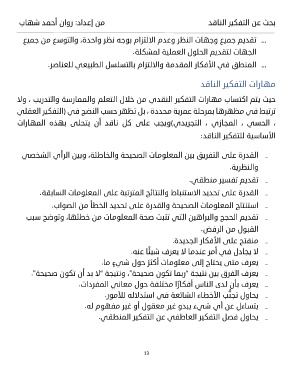 بحث عن التفكير الناقد من إعداد: روان أحمد شهاب
... تقديم جميع وجهات النظر وعدم الالتزام بوجه نظر واحدة، والتوسع من جميع
الجهات لتقديم الحلول العملية لمشكلة.
... المنطق في الأفكار المقدمة والالتزام بالتسلسل الطبيعي للعناصر.
مهارات التفكير الناقد
حيث يتم اكتساب مهارات التفكير النقدي من خلال التعلم والممارسة والتدريب ، ولا
ترتبط في مظهرها بمرحلة عمرية محددة ، بل تظهر حسب النضج في (التفكير العقلي
، الحسي ، المجازي ، التجريدي)ويجب على كل ناقد أن يتحلى بهذه المهارات
الأساسية للتفكير الناقد:
- القدرة على التفريق بين المعلومات الصحيحة والخاطئة، وبين الرأي الشخصي
والنظرية.
- تقديم تفسير منطقي.
- القدرة على تحديد الاستنباط والنتائج المترتبة على المعلومات السابقة.
- استنتاج المعلومات الصحيحة والقدرة على تحديد الخطأ من الصواب.
- تقديم الحجج والبراهين التي تثبت صحة المعلومات من خطئها، وتوضح سبب
القبول من الرفض.
- منفتح على الأفكار الجديدة.
- لا يجادل في أمر عندما لا يعرف شيئًا عنه.
- يعرف متى يحتاج إلى معلومات أكثر حول شيء ما.
- يعرف الفرق بين نتيجة "ربما تكون صحيحة"، ونتيجة "لا بد أن تكون صحيحة".
- يعرف بأن لدى الناس أفكارًا مختلفة حول معاني المفردات.
- يحاول تجنُّب الأخطاء الشائعة في استدلاله للأمور.
- يتساءل عن أي شيء يبدو غير معقول أو غير مفهوم له.
- يحاول فصل التفكير العاطفي عن التفكير المنطقي.
13